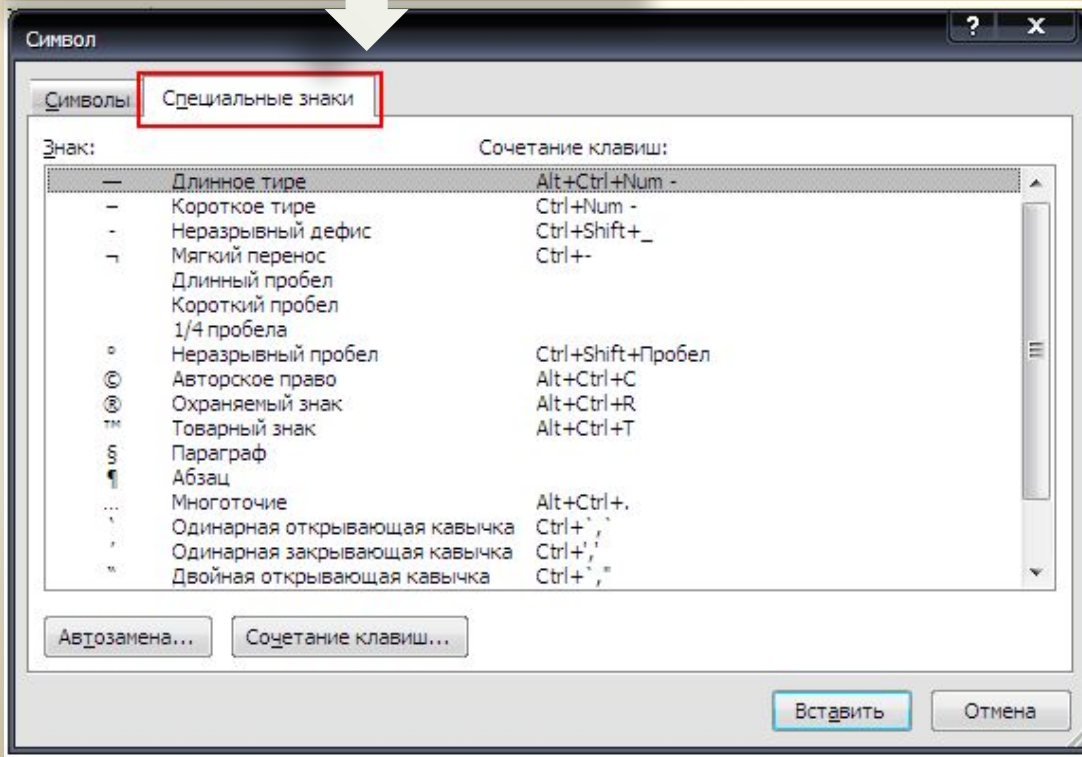 Символ
Символы Специальные знаки
Знак: Сочетание клавиш:
— Длинное тире Alt+Ctrl+Num -
– Короткое тире Ctrl+Num -
- Неразрывный дефис Ctrl+Shift+_
¬ Мягкий перенос Ctrl+-
Длинный пробел
Короткий пробел
1/4 пробела
° Неразрывный пробел Ctrl+Shift+Пробел
© Авторское право Alt+Ctrl+C
® Охраняемый знак Alt+Ctrl+R
™ Товарный знак Alt+Ctrl+T
§ Параграф
¶ Абзац
… Многоточие Alt+Ctrl+.
‘ Одинарная открывающая кавычка Ctrl+`,`
’ Одинарная закрывающая кавычка Ctrl+','
“ Двойная открывающая кавычка Ctrl+`,"
Автозамена... Сочетание клавиш...
Вставить Отмена